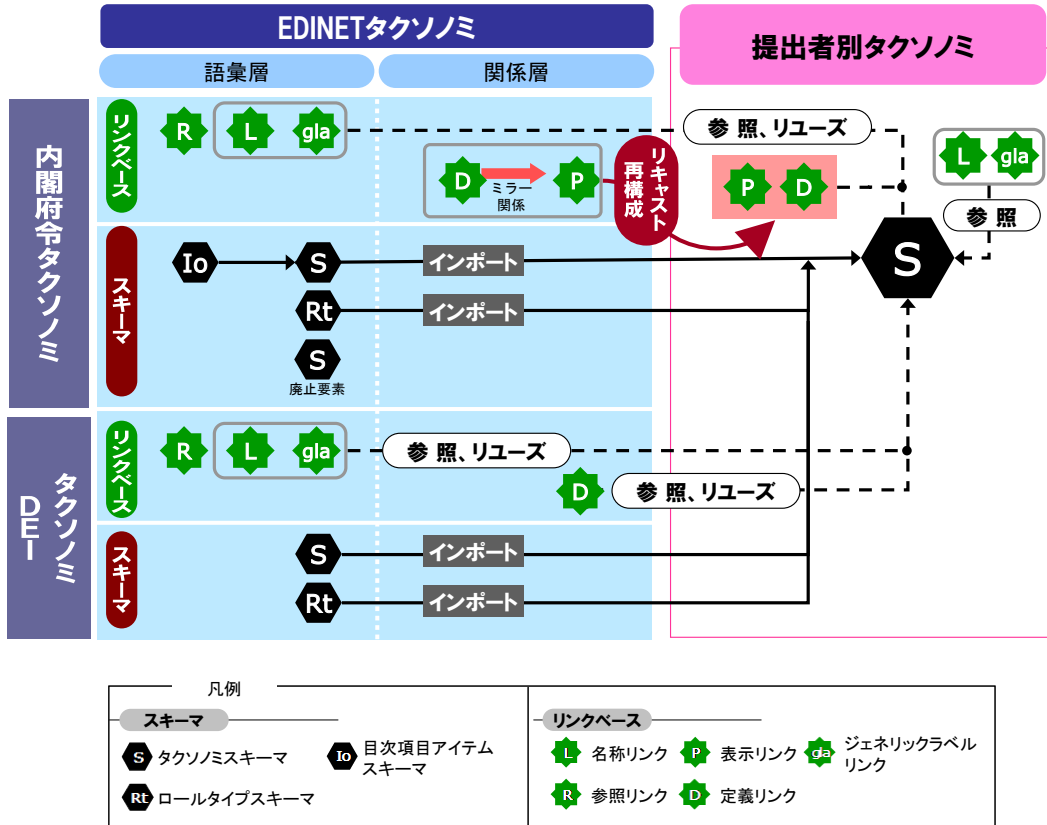 EDINETタクソノミ
提出者別タクソノミ
語彙層
関係層
内閣府令タクソノミ
リンクベース
R
L
gla
参 照、リユーズ
D
ミラー
関係
P
リキャスト
再構成
P
D
L
gla
参 照
スキーマ
Io
S
インポート
S
Rt
インポート
S
廃止要素
DEI
タクソノミ
リンクベース
R
L
gla
参 照、リユーズ
D
参 照、リユーズ
スキーマ
S
インポート
Rt
インポート
凡例
スキーマ
S タクソノミスキーマ
Io 目次項目アイテム
スキーマ
Rt ロールタイプスキーマ
リンクベース
L 名称リンク
P 表示リンク
gla ジェネリックラベル
リンク
R 参照リンク
D 定義リンク